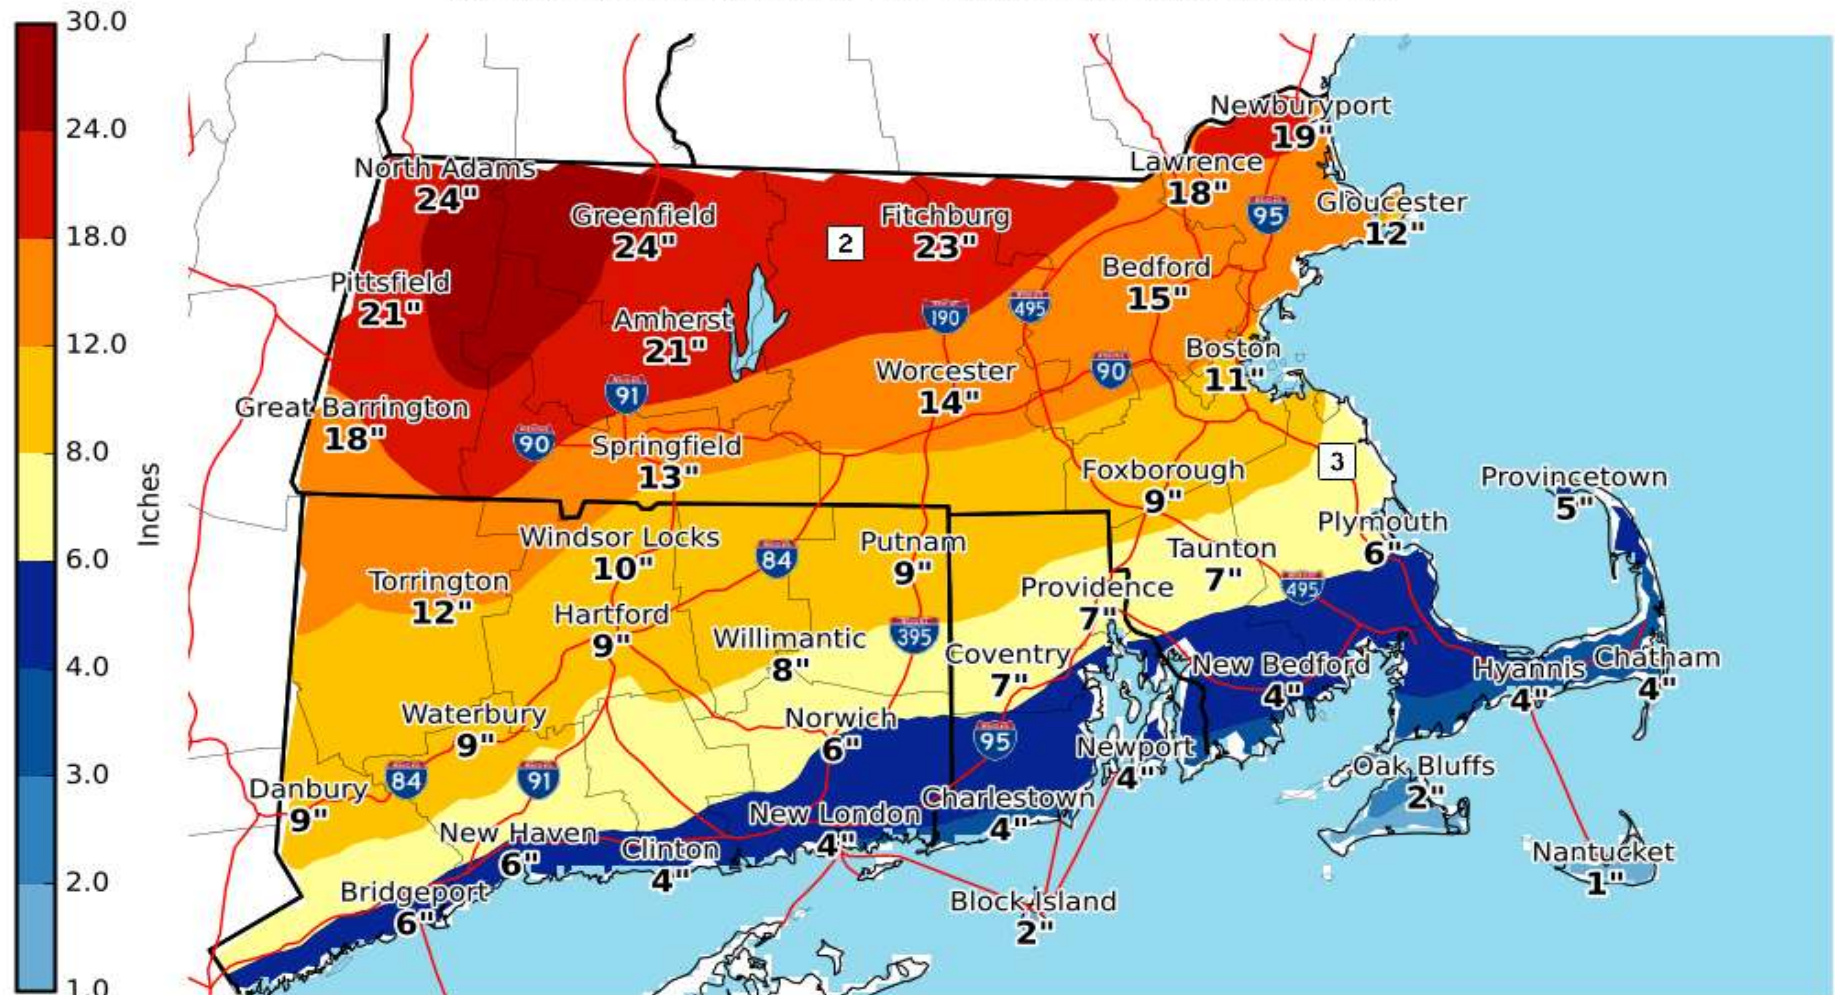 30.0
24.0
18.0
12.0
8.0
6.0
4.0
3.0
2.0
1.0
Inches
Newburyport
19"
North Adams
24"
Lawrence
18"
Greenfield
24"
Fitchburg
23"
2
95
Gloucester
12"
Pittsfield
21"
Bedford
15"
Amherst
21"
190
495
Boston
11"
Worcester
14"
90
91
Great Barrington
18"
90
Springfield
13"
Foxborough
9"
3
Provincetown
5"
Plymouth
6"
Windsor Locks
10"
84
Putnam
9"
Taunton
7"
Torrington
12"
Providence
7"
495
Hartford
9"
Willimantic
8"
395
Coventry
7"
New Bedford
4"
Hyannis
4"
Chatham
4"
Waterbury
9"
Norwich
6"
95
Newport
4"
Oak Bluffs
2"
Danbury
9"
84
91
Charlestown
4"
New London
4"
New Haven
6"
Clinton
4"
Nantucket
1"
Bridgeport
6"
Block Island
2"